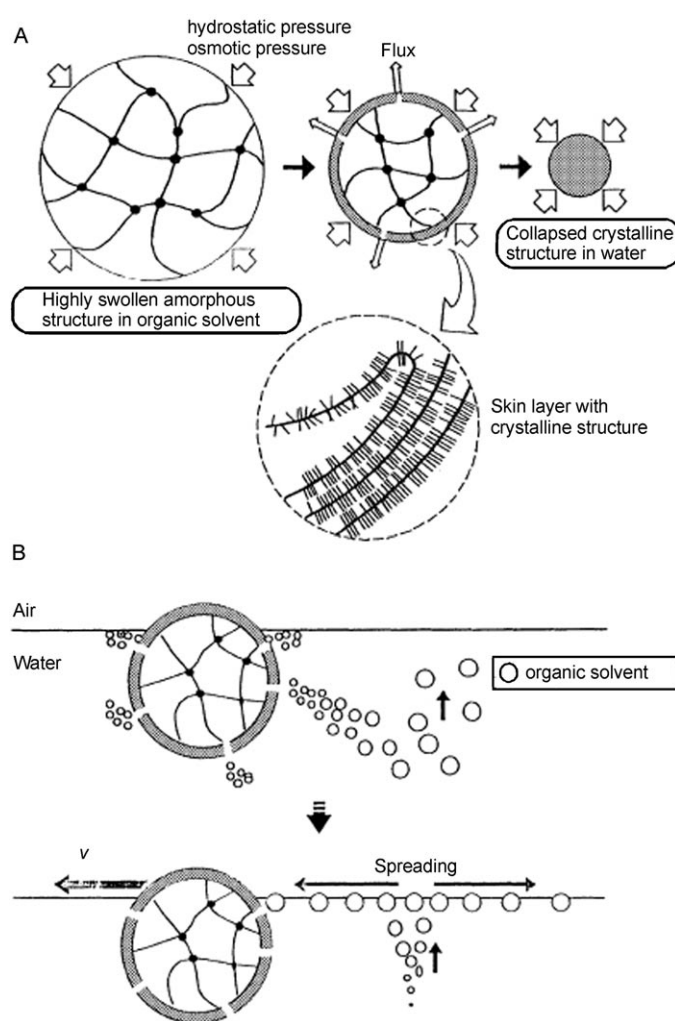 A
hydrostatic pressure
osmotic pressure
Flux
Highly swollen amorphous
structure in organic solvent
Collapsed crystalline
structure in water
Skin layer with
crystalline structure
B
Air
Water
organic solvent
v
Spreading